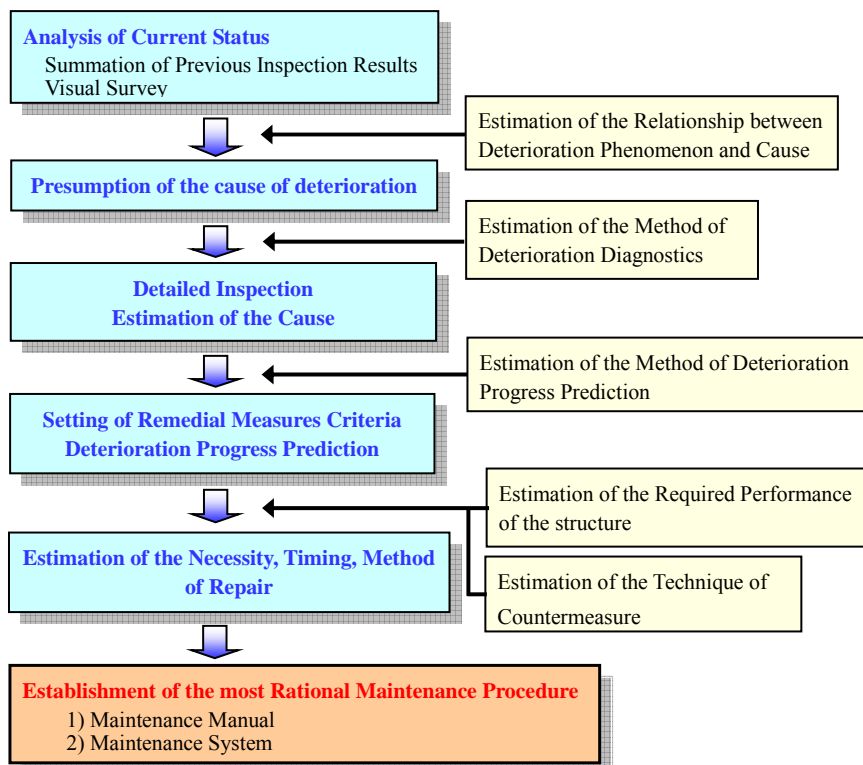 Analysis of Current Status
Summation of Previous Inspection Results
Visual Survey
Estimation of the Relationship between
Deterioration Phenomenon and Cause
Presumption of the cause of deterioration
Estimation of the Method of
Deterioration Diagnostics
Detailed Inspection
Estimation of the Cause
Estimation of the Method of Deterioration
Progress Prediction
Setting of Remedial Measures Criteria
Deterioration Progress Prediction
Estimation of the Required Performance
of the structure
Estimation of the Necessity, Timing, Method
of Repair
Estimation of the Technique of
Countermeasure
Establishment of the most Rational Maintenance Procedure
1) Maintenance Manual
2) Maintenance System